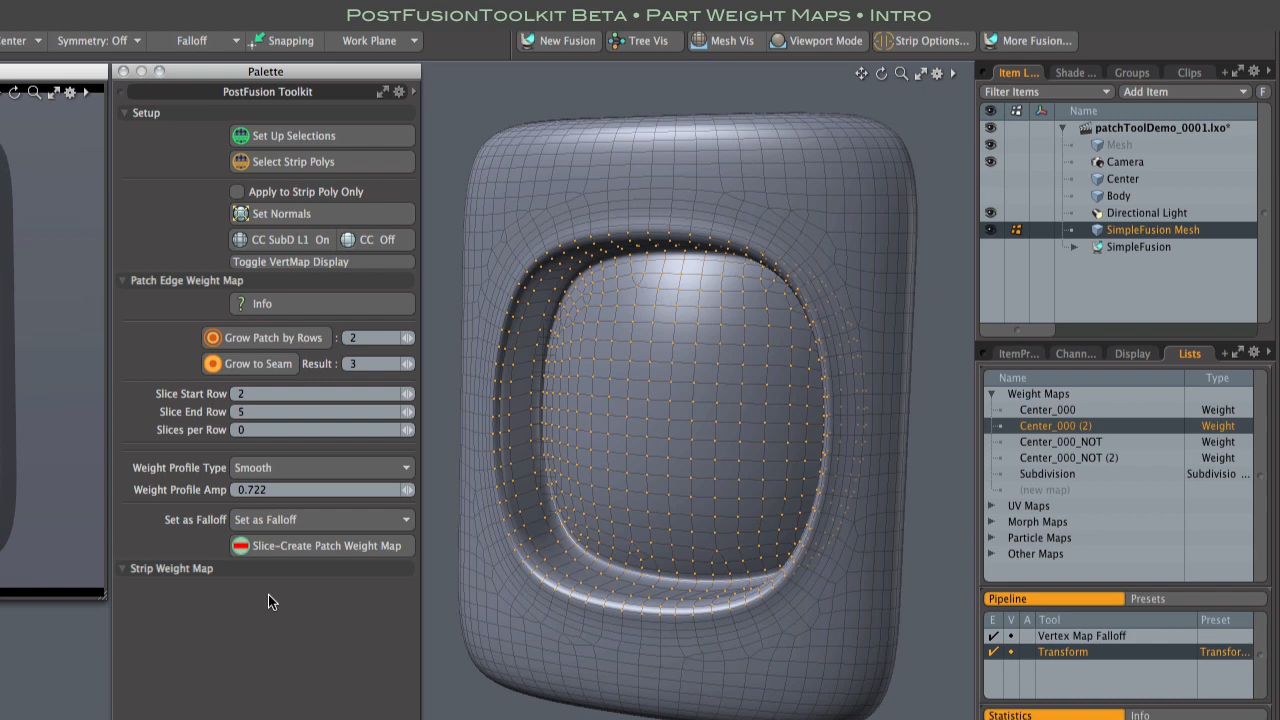 PostFusionToolkit Beta • Part Weight Maps • Intro
enter
Symmetry: Off
Falloff
Snapping
Work Plane
New Fusion
Tree Vis
Mesh Vis
Viewport Mode
Strip Options...
More Fusion...
Palette
PostFusion Toolkit
Setup
Set Up Selections
Select Strip Polys
Apply to Strip Poly Only
Set Normals
CC SubD L1 On
CC Off
Toggle VertMap Display
Patch Edge Weight Map
? Info
Grow Patch by Rows : 2
Grow to Seam Result : 3
Slice Start Row 2
Slice End Row 5
Slices per Row 0
Weight Profile Type Smooth
Weight Profile Amp 0.722
Set as Falloff Set as Falloff
Slice-Create Patch Weight Map
Strip Weight Map
Item L... Shade ... Groups Clips +
Filter Items Add Item F
Name
patchToolDemo_0001.lxo*
Mesh
Camera
Center
Body
Directional Light
SimpleFusion Mesh
SimpleFusion
ItemPr... Chann... Display Lists +
Name Type
Weight Maps
Center_000 Weight
Center_000 (2) Weight
Center_000_NOT Weight
Center_000_NOT (2) Weight
Subdivision Subdivisio ...
(new map)
UV Maps
Morph Maps
Particle Maps
Other Maps
Pipeline Presets
E V A Tool Preset
Vertex Map Falloff
Transform Transfor...
Statistics Info